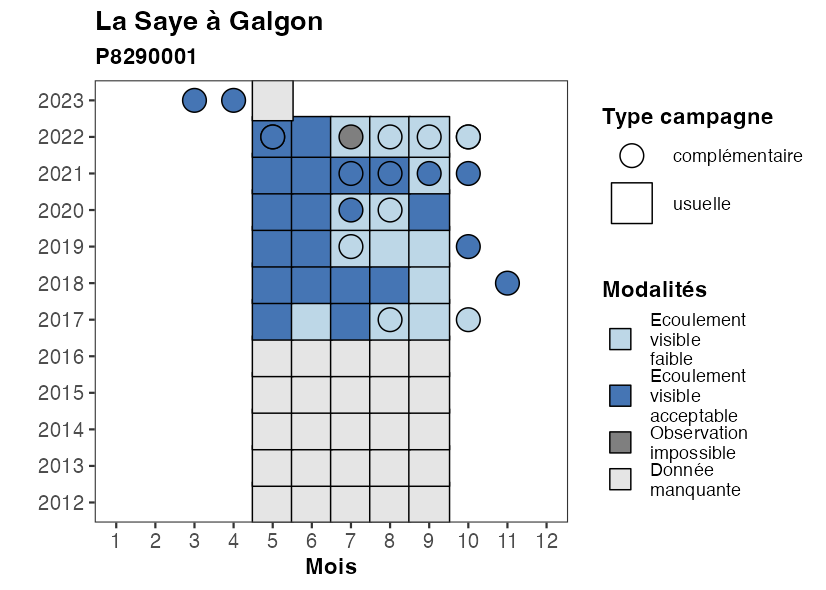 La Saye à Galgon
P8290001
2023
2022
2021
2020
2019
2018
2017
2016
2015
2014
2013
2012
1 2 3 4 5 6 7 8 9 10 11 12
Mois
Type campagne
complémentaire
usuelle
Modalités
Ecoulement
visible
faible
Ecoulement
visible
acceptable
Observation
impossible
Donnée
manquante